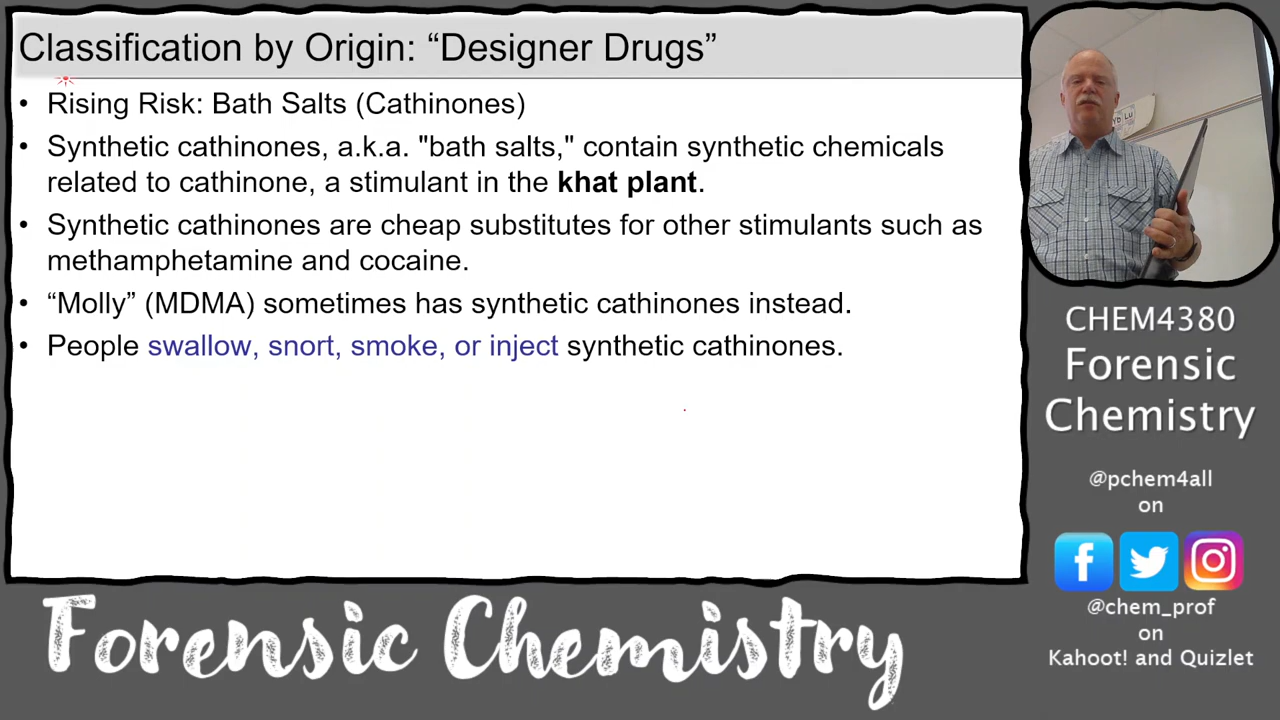 Classification by Origin: “Designer Drugs”
• Rising Risk: Bath Salts (Cathinones)
• Synthetic cathinones, a.k.a. "bath salts," contain synthetic chemicals
related to cathinone, a stimulant in the khat plant.
• Synthetic cathinones are cheap substitutes for other stimulants such as
methamphetamine and cocaine.
• “Molly” (MDMA) sometimes has synthetic cathinones instead.
• People swallow, snort, smoke, or inject synthetic cathinones.
Lu
CHEM4380
Forensic
Chemistry
@pchem4all
on
@chem_prof
on
Kahoot! and Quizlet
Forensic Chemistry